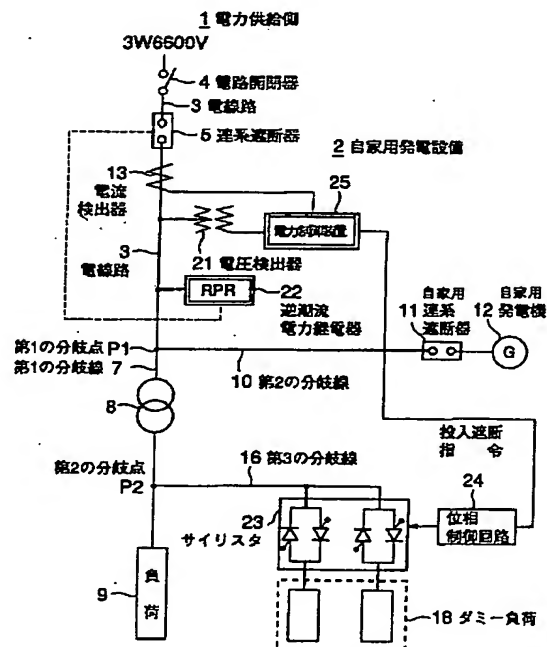 1 電力供給側
3W6600V
4 電路開閉器
3 電線路
5 連系遮断器
2 自家用発電設備
13
電流
検出器
25
電力制御装置
3
電線路
21 電圧検出器
RPR
22
逆潮流
電力継電器
自家用
11 連系
遮断器
自家用
12 発電機
G
第1の分岐点 P1
第1の分岐線 7
10 第2の分岐線
8
投入遮断
指 令
第2の分岐点
P2
16 第3の分岐線
24
位相
制御回路
23
サイリスタ
9
負
荷
18 ダミー負荷